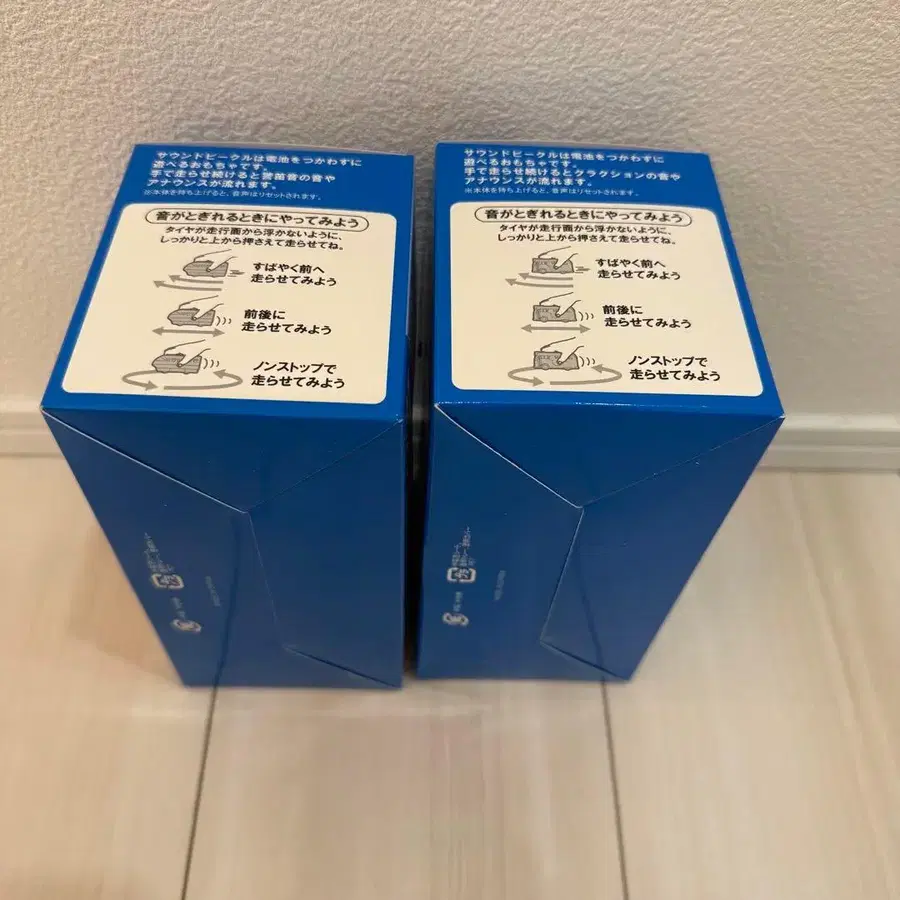 サウンドビークルは電池をつかわずに
遊べるおもちゃです。
手で走らせ続けると警笛音の音や
アナウンスが流れます。
※本体を持ち上げると、音声はリセットされます。
音がとぎれるときにやってみよう
タイヤが走行面から浮かないように、
しっかりと上から押さえて走らせてね。
すばやく前へ
走らせてみよう
前後に
走らせてみよう
ノンストップで
走らせてみよう
サウンドビークルは電池をつかわずに
遊べるおもちゃです。
手で走らせ続けるとクラクションの音や
アナウンスが流れます。
※本体を持ち上げると、音声はリセットされます。
音がとぎれるときにやってみよう
タイヤが走行面から浮かないように、
しっかりと上から押さえて走らせてね。
すばやく前へ
走らせてみよう
前後に
走らせてみよう
ノンストップで
走らせてみよう